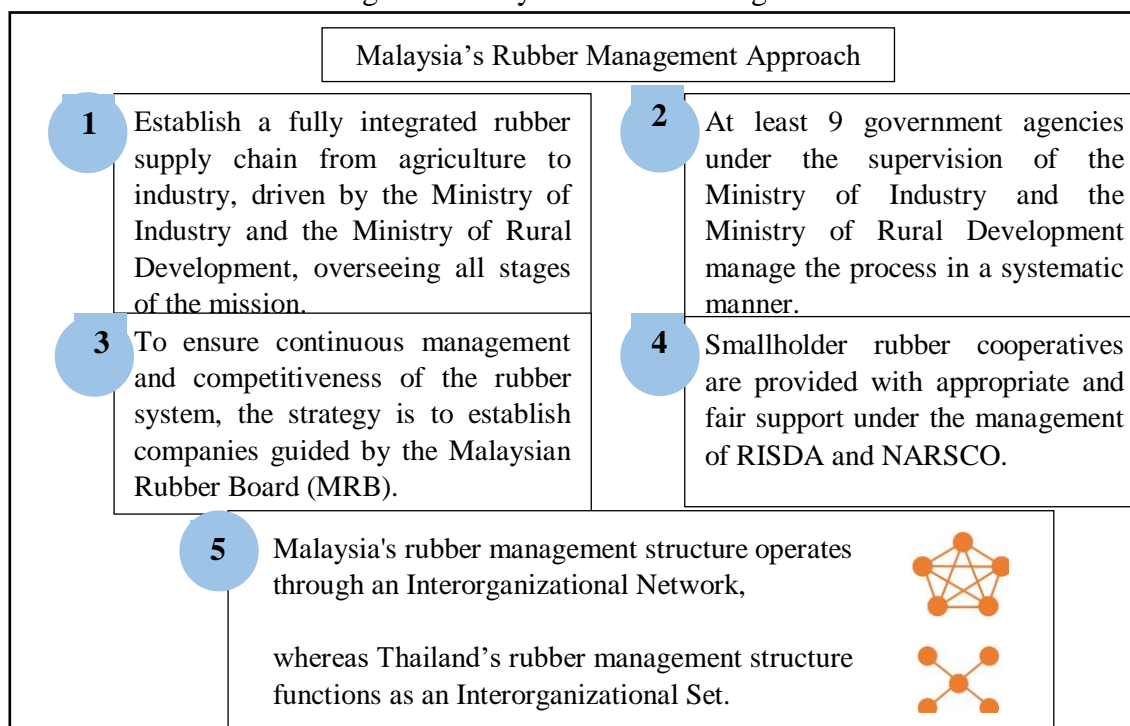 Malaysia's Rubber Management Approach
1
Establish a fully integrated rubber
supply chain from agriculture to
industry, driven by the Ministry of
Industry and the Ministry of Rural
Development, overseeing all stages
of the mission.
2
At least 9 government agencies
under the supervision of the
Ministry of Industry and the
Ministry of Rural Development
manage the process in a systematic
manner.
3
To ensure continuous management
and competitiveness of the rubber
system, the strategy is to establish
companies guided by the Malaysian
Rubber Board (MRB).
4
Smallholder rubber cooperatives
are provided with appropriate and
fair support under the management
of RISDA and NARSCO.
5
Malaysia's rubber management structure operates
through an Interorganizational Network,
whereas Thailand's rubber management structure
functions as an Interorganizational Set.